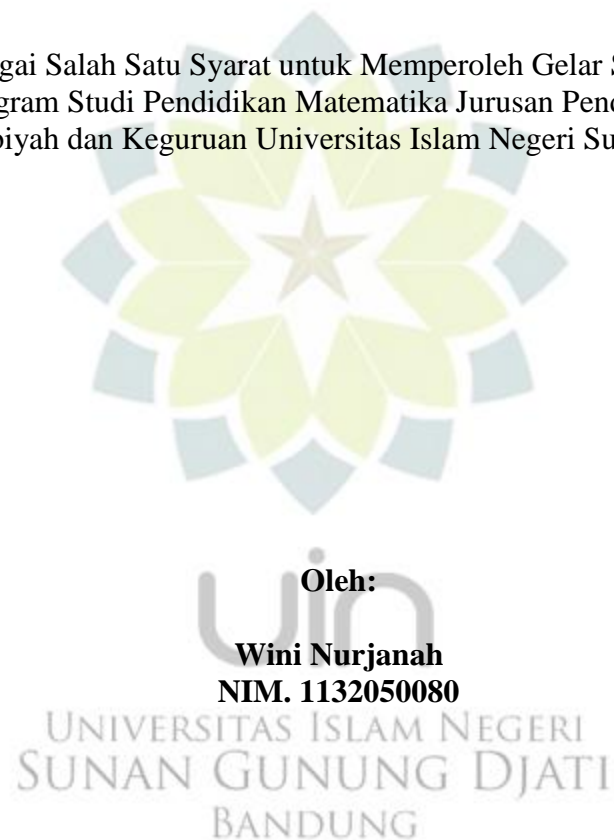 gai Salah Satu Syarat untuk Memperoleh Gelar S
gram Studi Pendidikan Matematika Jurusan Pend
biyah dan Keguruan Universitas Islam Negeri Su
Oleh:
uin
Wini Nurjanah
NIM. 1132050080
UNIVERSITAS ISLAM NEGERI
SUNAN GUNUNG DJATI
BANDUNG